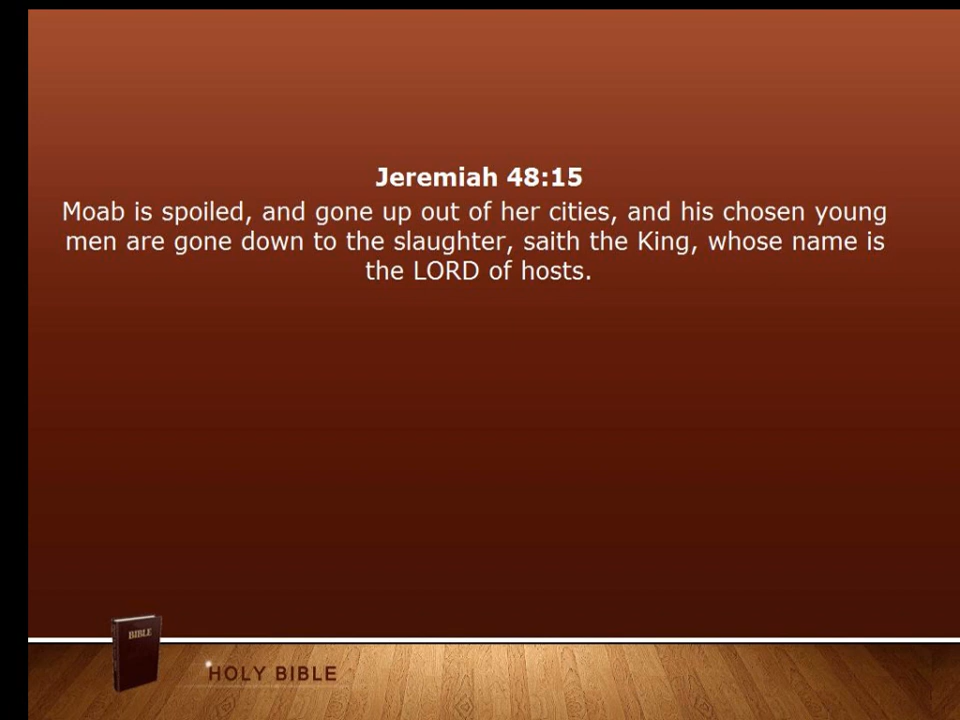 Jeremiah 48:15
Moab is spoiled, and gone up out of her cities, and his chosen young
men are gone down to the slaughter, saith the King, whose name is
the LORD of hosts.
BIBLE
HOLY BIBLE